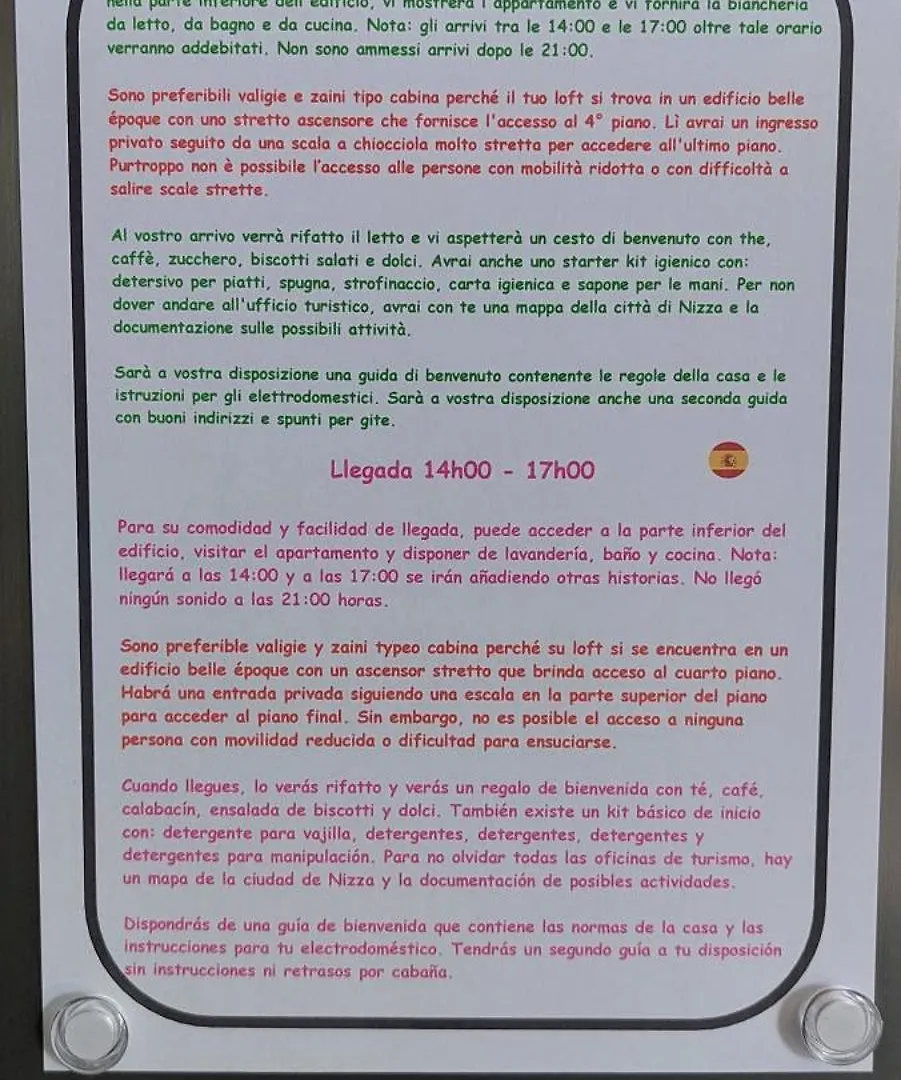 nella parte inferiore dell'edificio, vi mostrerà l'appartamento e vi fornirà la biancheria
da letto, da bagno e da cucina. Nota: gli arrivi tra le 14:00 e le 17:00 oltre tale orario
verranno addebitati. Non sono ammessi arrivi dopo le 21:00.
Sono preferibili valigie e zaini tipo cabina perché il tuo loft si trova in un edificio belle
époque con uno stretto ascensore che fornisce l'accesso al 4° piano. Lì avrai un ingresso
privato seguito da una scala a chiocciola molto stretta per accedere all'ultimo piano.
Purtroppo non è possibile l'accesso alle persone con mobilità ridotta o con difficoltà a
salire scale strette.
Al vostro arrivo verrà rifatto il letto e vi aspetterà un cesto di benvenuto con the,
caffè, zucchero, biscotti salati e dolci. Avrai anche uno starter kit igienico con:
detersivo per piatti, spugna, strofinaccio, carta igienica e sapone per le mani. Per non
dover andare all'ufficio turistico, avrai con te una mappa della città di Nizza e la
documentazione sulle possibili attività.
Sarà a vostra disposizione una guida di benvenuto contenente le regole della casa e le
istruzioni per gli elettrodomestici. Sarà a vostra disposizione anche una seconda guida
con buoni indirizzi e spunti per gite.
Llegada 14h00 - 17h00
Para su comodidad y facilidad de llegada, puede acceder a la parte inferior del
edificio, visitar el apartamento y disponer de lavandería, baño y cocina. Nota:
llegará a las 14:00 y a las 17:00 se irán añadiendo otras historias. No llegó
ningún sonido a las 21:00 horas.
Sono preferible valigie y zaini typeo cabina perché su loft si se encuentra en un
edificio belle époque con un ascensor stretto que brinda acceso al cuarto piano.
Habrá una entrada privada siguiendo una escala en la parte superior del piano
para acceder al piano final. Sin embargo, no es posible el acceso a ninguna
persona con movilidad reducida o dificultad para ensuciarse.
Cuando llegues, lo verás rifatto y verás un regalo de bienvenida con té, café,
calabacín, ensalada de biscotti y dolci. También existe un kit básico de inicio
con: detergente para vajilla, detergentes, detergentes, detergentes y
detergentes para manipulación. Para no olvidar todas las oficinas de turismo, hay
un mapa de la ciudad de Nizza y la documentación de posibles actividades.
Dispondrás de una guía de bienvenida que contiene las normas de la casa y las
instrucciones para tu electrodoméstico. Tendrás un segundo guía a tu disposición
sin instrucciones ni retrasos por cabaña.